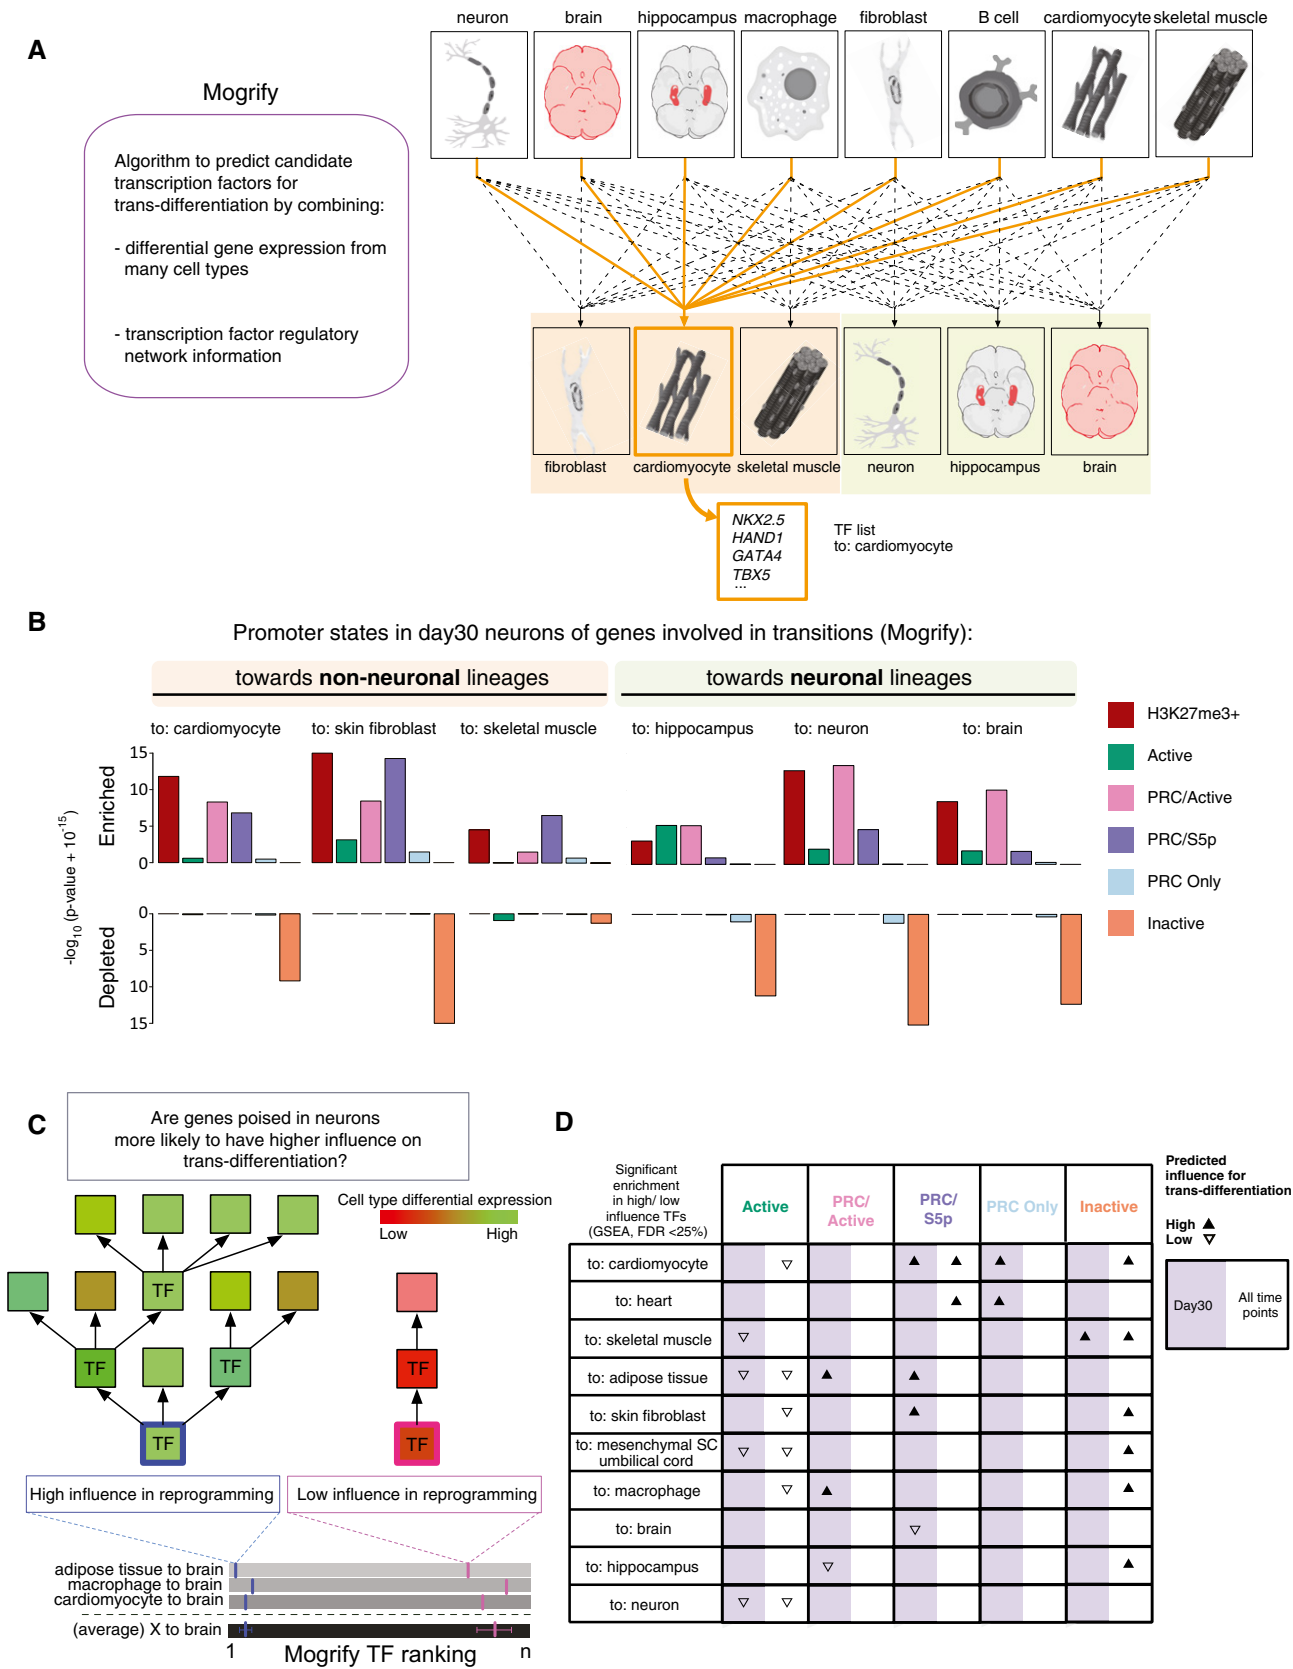 A
neuron brain hippocampus macrophage fibroblast B cell cardiomyocyte skeletal muscle
Mogrify
Algorithm to predict candidate
transcription factors for
trans-differentiation by combining:
- differential gene expression from
many cell types
- transcription factor regulatory
network information
fibroblast cardiomyocyte skeletal muscle neuron hippocampus brain
NKX2.5
HAND1
GATA4
TBX5
...
TF list
to: cardiomyocyte
B
Promoter states in day30 neurons of genes involved in transitions (Mogrify):
towards non-neuronal lineages
towards neuronal lineages
to: cardiomyocyte to: skin fibroblast to: skeletal muscle to: hippocampus to: neuron to: brain
-log10 (p-value + 10-15)
Enriched
15
10
5
0
Depleted
0
5
10
15
H3K27me3+
Active
PRC/Active
PRC/S5p
PRC Only
Inactive
C
Are genes poised in neurons
more likely to have higher influence on
trans-differentiation?
Cell type differential expression
Low High
TF
TF
TF
TF
TF
TF
High influence in reprogramming
Low influence in reprogramming
adipose tissue to brain
macrophage to brain
cardiomyocyte to brain
(average) X to brain
1 Mogrify TF ranking n
D
Significant
enrichment
in high/ low
influence TFs
(GSEA, FDR <25%)
Active
PRC/
Active
PRC/
S5p
PRC Only
Inactive
to: cardiomyocyte
to: heart
to: skeletal muscle
to: adipose tissue
to: skin fibroblast
to: mesenchymal SC
umbilical cord
to: macrophage
to: brain
to: hippocampus
to: neuron
Predicted
influence for
trans-differentiation
High ▲
Low ▽
Day30
All time
points